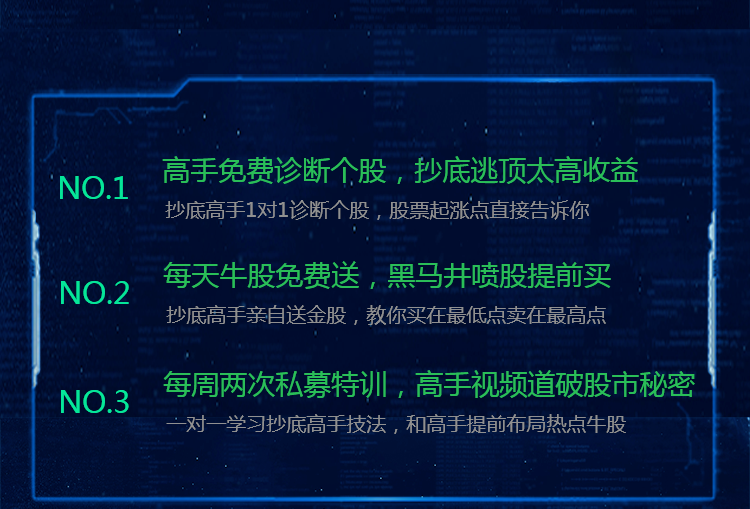 NO.1
高手免费诊断个股，抄底逃顶太高收益
抄底高手1对1诊断个股，股票起涨点直接告诉你
NO.2
每天牛股免费送，黑马井喷股提前买
抄底高手亲自送金股，教你买在最低点卖在最高点
NO.3
每周两次私募特训，高手视频道破股市秘密
一对一学习抄底高手技法，和高手提前布局热点牛股